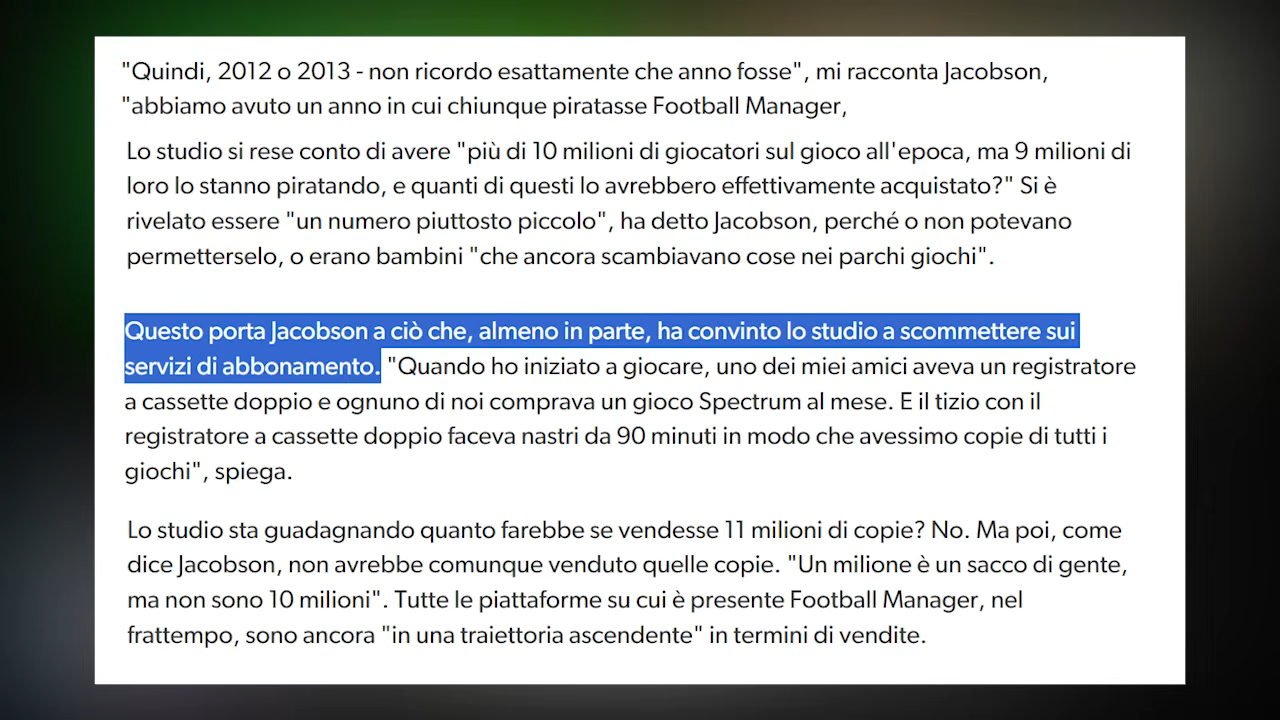 "Quindi, 2012 o 2013 - non ricordo esattamente che anno fosse", mi racconta Jacobson,
"abbiamo avuto un anno in cui chiunque piratasse Football Manager,
Lo studio si rese conto di avere "più di 10 milioni di giocatori sul gioco all'epoca, ma 9 milioni di
loro lo stanno piratando, e quanti di questi lo avrebbero effettivamente acquistato?" Si è
rivelato essere "un numero piuttosto piccolo", ha detto Jacobson, perché o non potevano
permetterselo, o erano bambini "che ancora scambiavano cose nei parchi giochi".
Questo porta Jacobson a ciò che, almeno in parte, ha convinto lo studio a scommettere sui
servizi di abbonamento. "Quando ho iniziato a giocare, uno dei miei amici aveva un registratore
a cassette doppio e ognuno di noi comprava un gioco Spectrum al mese. E il tizio con il
registratore a cassette doppio faceva nastri da 90 minuti in modo che avessimo copie di tutti i
giochi", spiega.
Lo studio sta guadagnando quanto farebbe se vendesse 11 milioni di copie? No. Ma poi, come
dice Jacobson, non avrebbe comunque venduto quelle copie. "Un milione è un sacco di gente,
ma non sono 10 milioni". Tutte le piattaforme su cui è presente Football Manager, nel
frattempo, sono ancora "in una traiettoria ascendente" in termini di vendite.